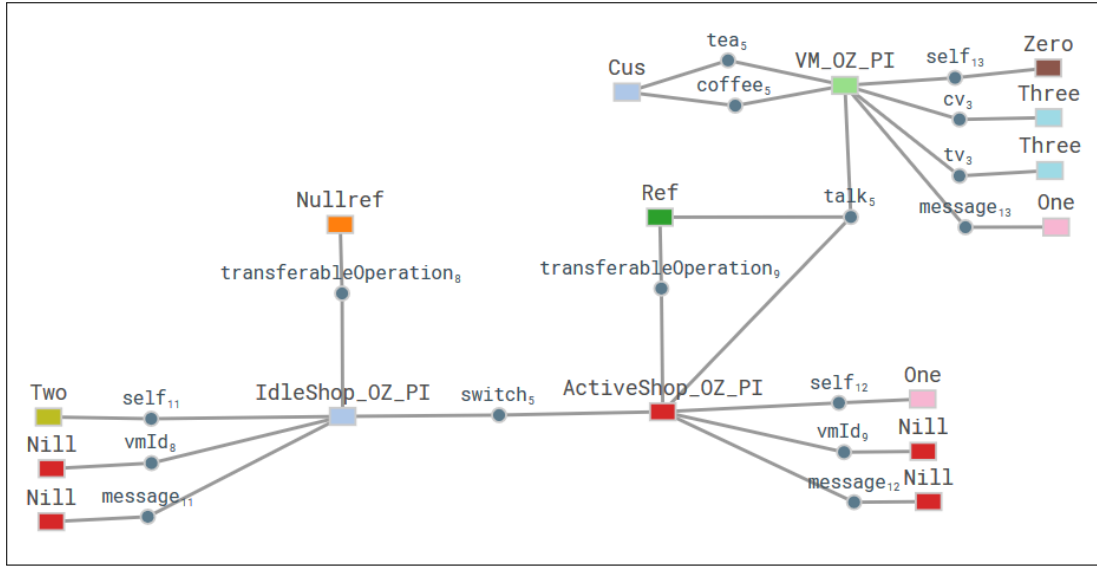 tea₅
VM_OZ_PI
self₁₃
Zero
Cus
coffee₅
cv₃
Three
tv₃
Three
Nullref
Ref
talk₅
message₁₃
One
transferableOperation₈
transferableOperation₉
Two
self₁₁
IdleShop_OZ_PI
switch₅
ActiveShop_OZ_PI
self₁₂
One
Nill
vmId₈
vmId₉
Nill
Nill
message₁₁
message₁₂
Nill